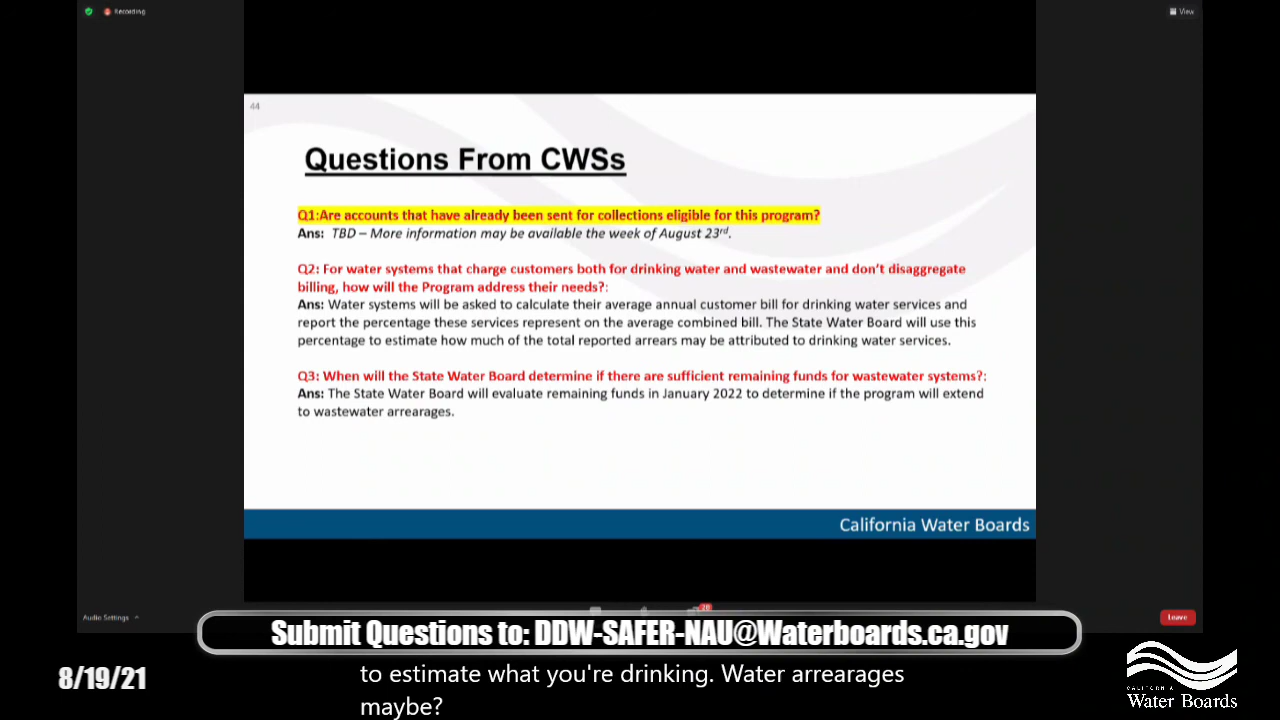 Recording
View
44
Questions From CWSs
Q1:Are accounts that have already been sent for collections eligible for this program?
Ans: TBD – More information may be available the week of August 23rd.
Q2: For water systems that charge customers both for drinking water and wastewater and don't disaggregate
billing, how will the Program address their needs?:
Ans: Water systems will be asked to calculate their average annual customer bill for drinking water services and
report the percentage these services represent on the average combined bill. The State Water Board will use this
percentage to estimate how much of the total reported arrears may be attributed to drinking water services.
Q3: When will the State Water Board determine if there are sufficient remaining funds for wastewater systems?:
Ans: The State Water Board will evaluate remaining funds in January 2022 to determine if the program will extend
to wastewater arrearages.
California Water Boards
Audio Settings
28
Leave
Submit Questions to: DDW-SAFER-NAU@Waterboards.ca.gov
8/19/21
to estimate what you're drinking. Water arrearages
maybe?
CALIFORNIA
Water Boards